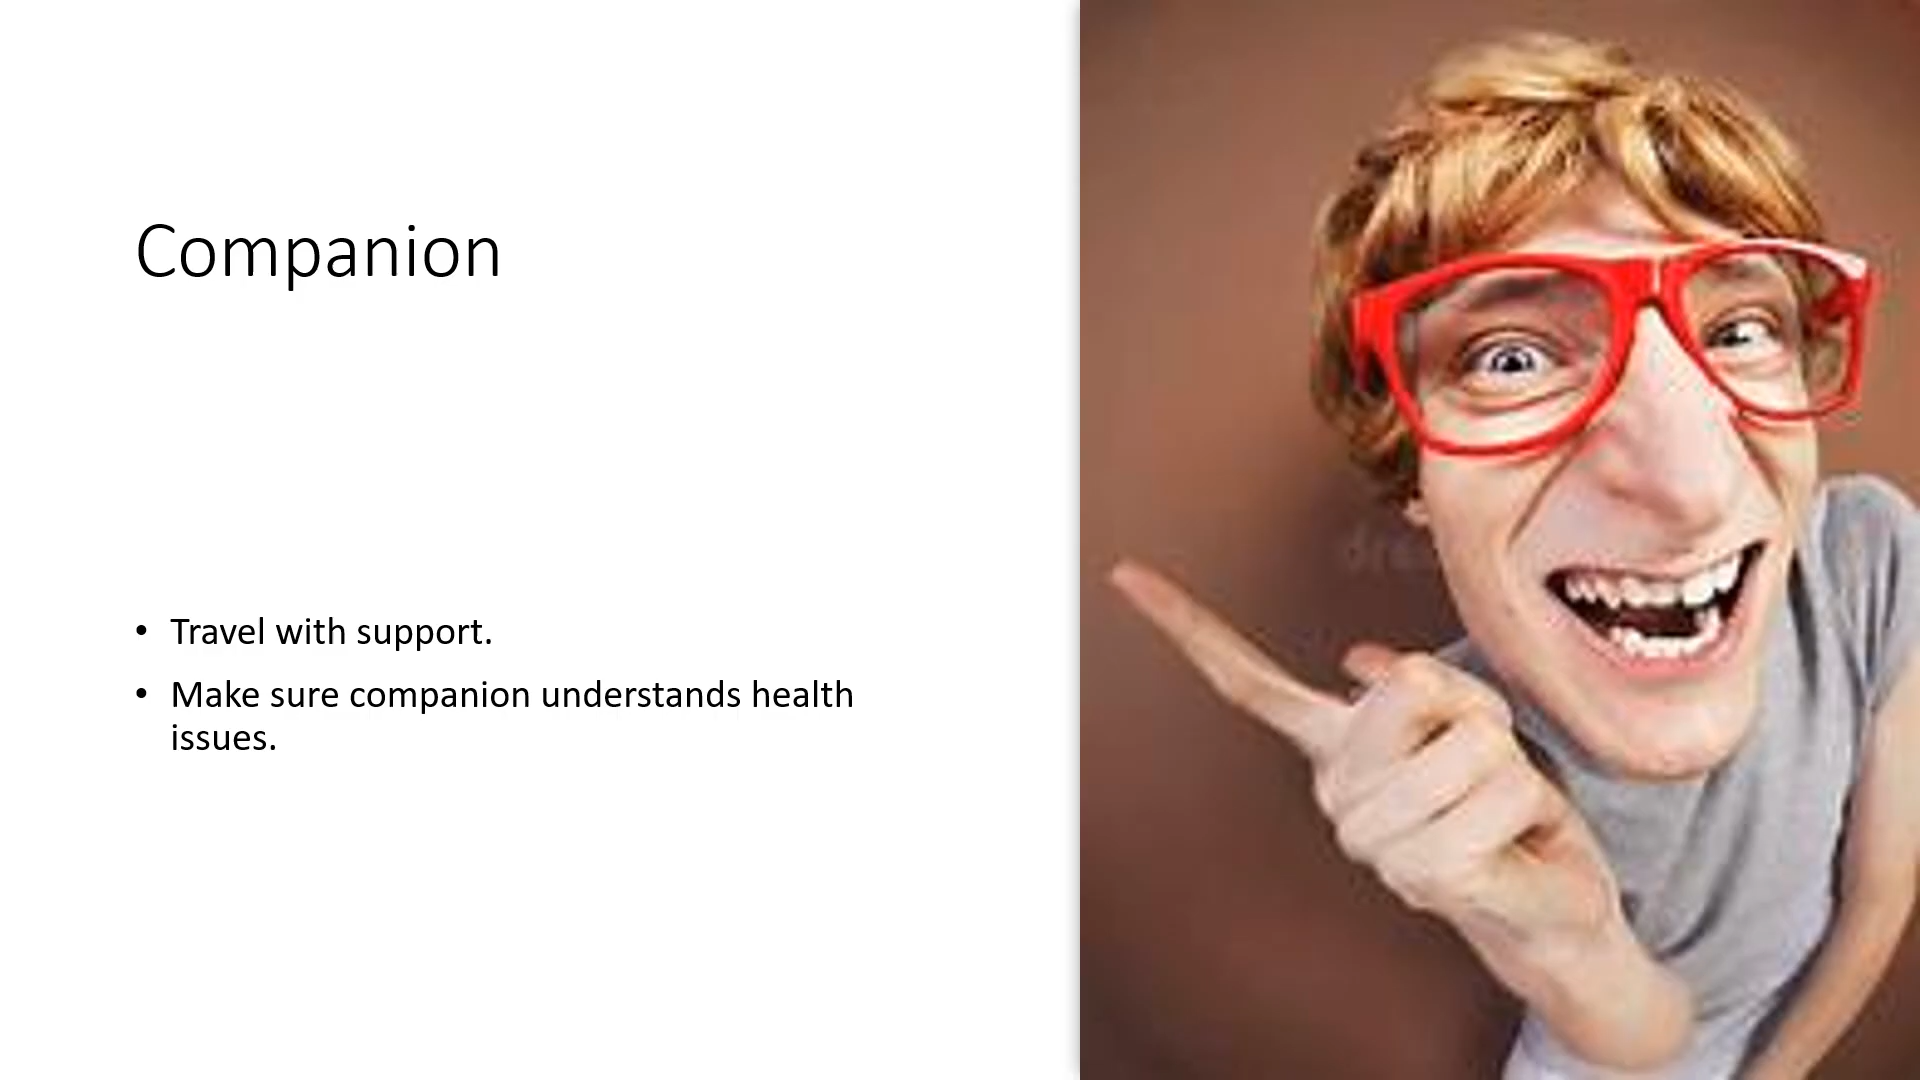 Companion
• Travel with support.
• Make sure companion understands health
issues.